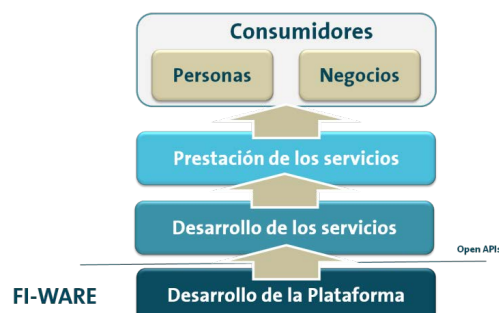 Consumidores
Personas
Negocios
Prestación de los servicios
Desarrollo de los servicios
Open APIs
FI-WARE
Desarrollo de la Plataforma